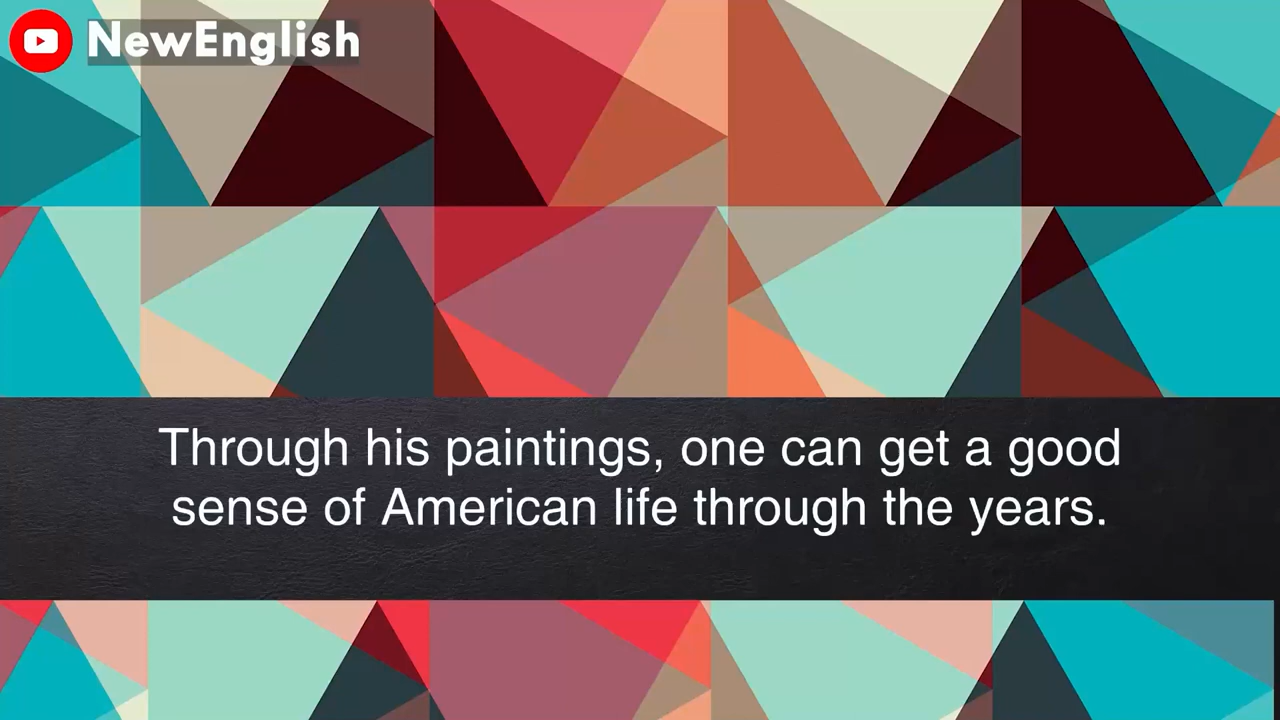 NewEnglish
Through his paintings, one can get a good
sense of American life through the years.